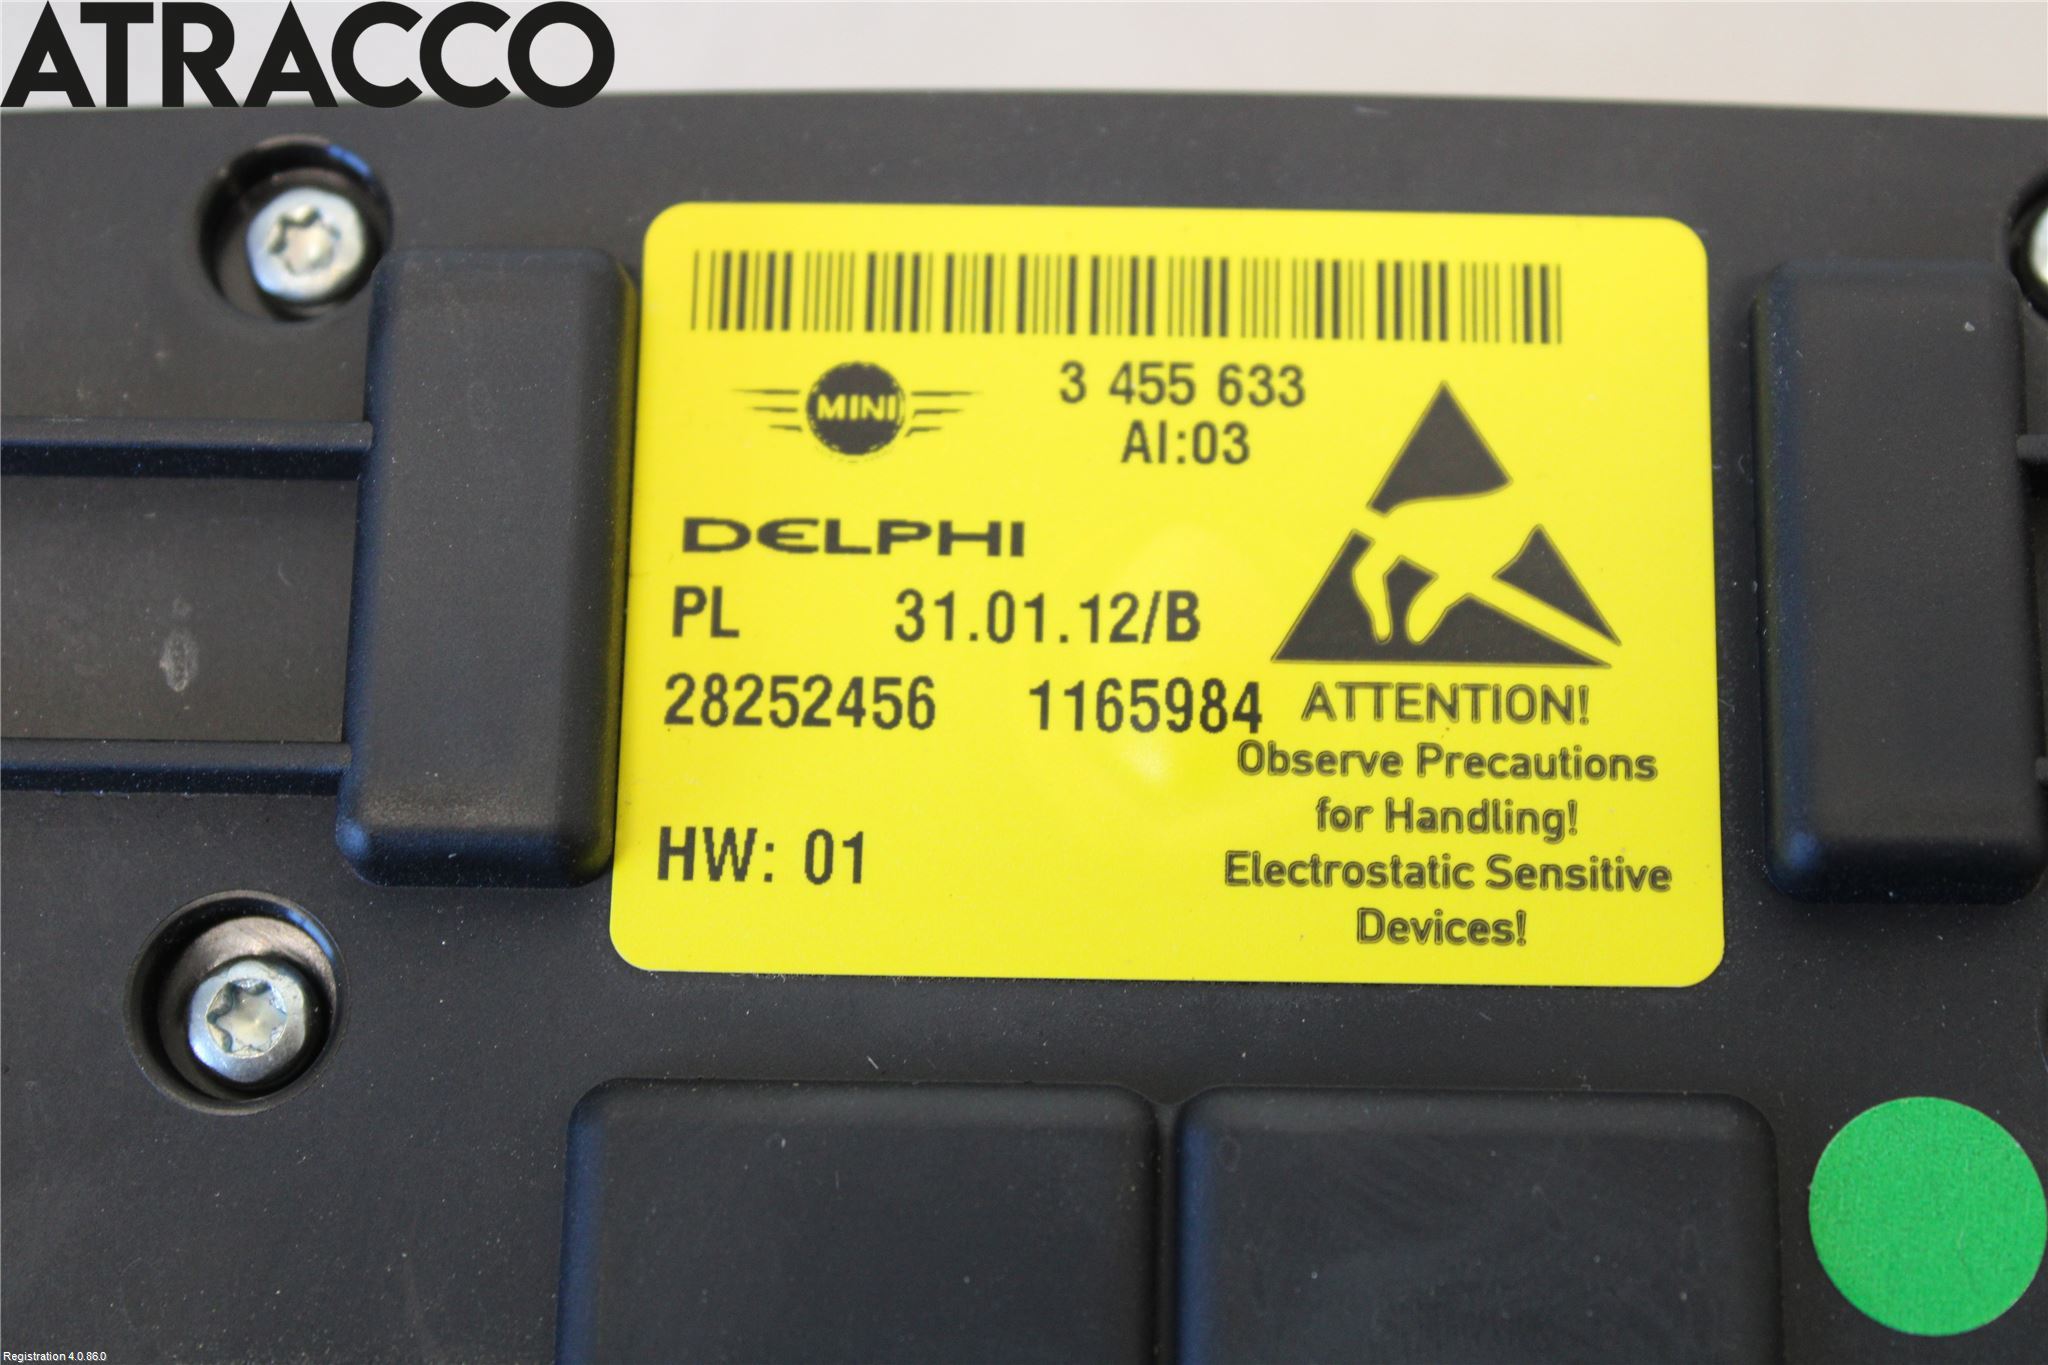 ATRACCO
MINI
3 455 633
AI:03
DELPHI
PL 31.01.12/B
28252456 1165984
HW: 01
ATTENTION!
Observe Precautions
for Handling!
Electrostatic Sensitive
Devices!
Registration 4.0.86.0